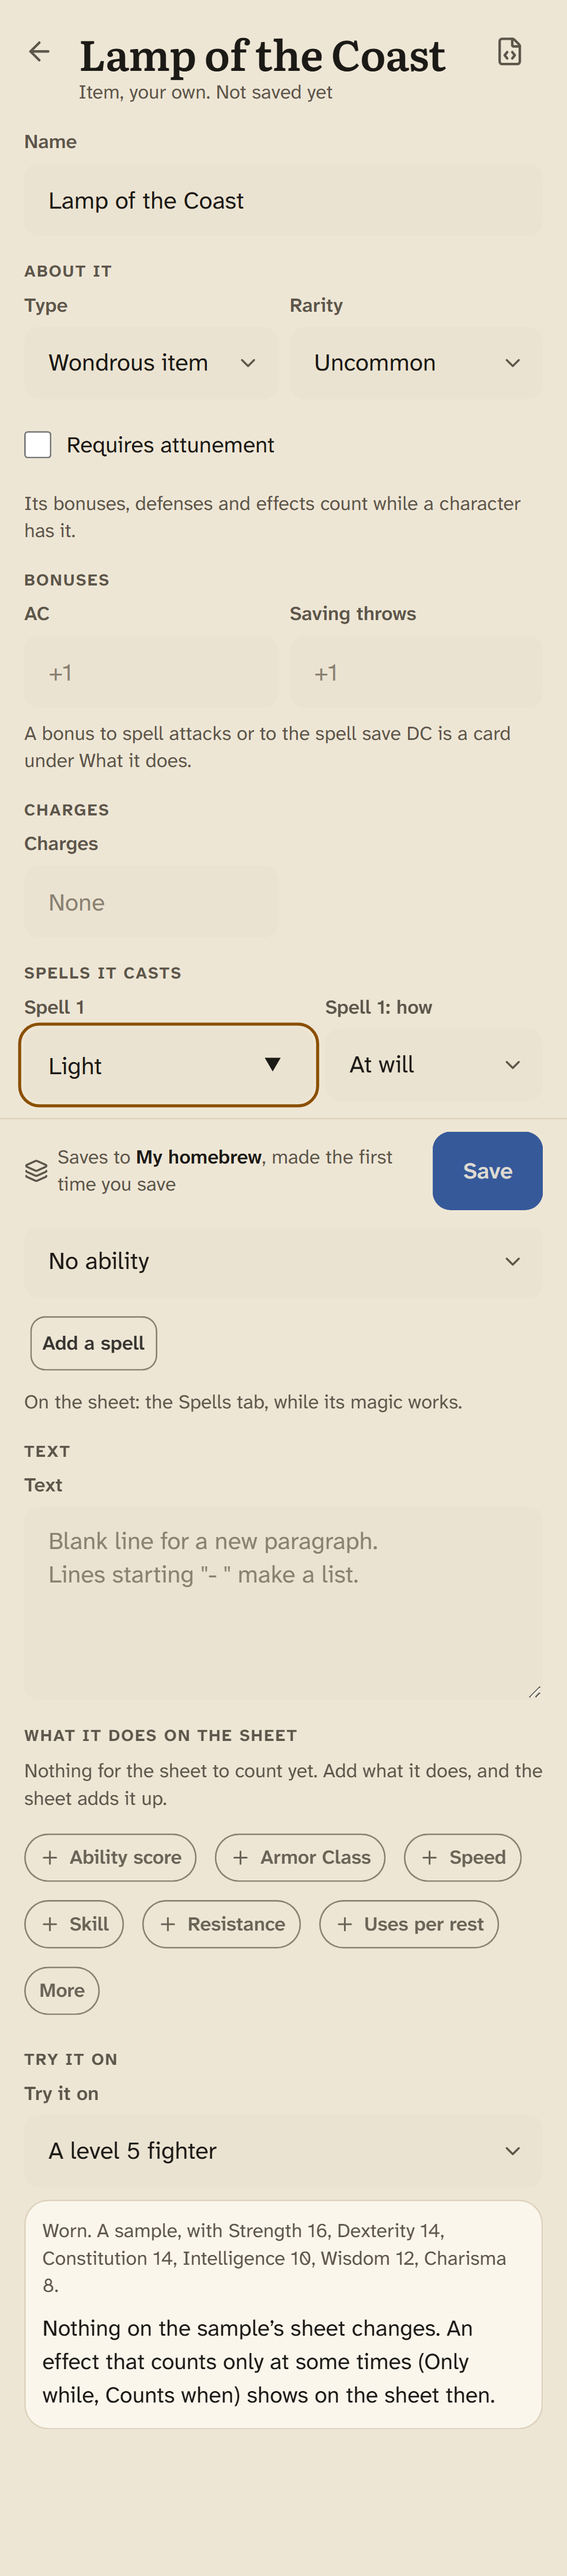 Lamp of the Coast
Item, your own. Not saved yet
Name
Lamp of the Coast
ABOUT IT
Type
Rarity
Wondrous item
Uncommon
Requires attunement
Its bonuses, defenses and effects count while a character
has it.
BONUSES
AC
Saving throws
+1
+1
A bonus to spell attacks or to the spell save DC is a card
under What it does.
CHARGES
Charges
None
SPELLS IT CASTS
Spell 1
Spell 1: how
Light
At will
Saves to My homebrew, made the first
time you save
Save
No ability
Add a spell
On the sheet: the Spells tab, while its magic works.
TEXT
Text
Blank line for a new paragraph.
Lines starting "- " make a list.
WHAT IT DOES ON THE SHEET
Nothing for the sheet to count yet. Add what it does, and the
sheet adds it up.
+ Ability score
+ Armor Class
+ Speed
+ Skill
+ Resistance
+ Uses per rest
More
TRY IT ON
Try it on
A level 5 fighter
Worn. A sample, with Strength 16, Dexterity 14,
Constitution 14, Intelligence 10, Wisdom 12, Charisma
8.
Nothing on the sample’s sheet changes. An
effect that counts only at some times (Only
while, Counts when) shows on the sheet then.